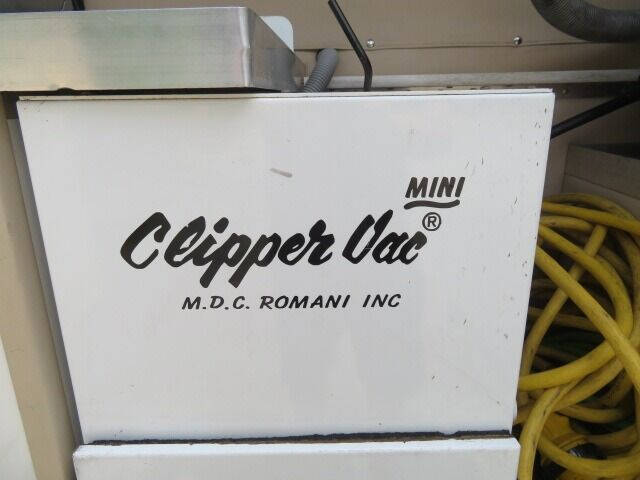 MINI
Clipper Vac®
M.D.C. ROMANI INC